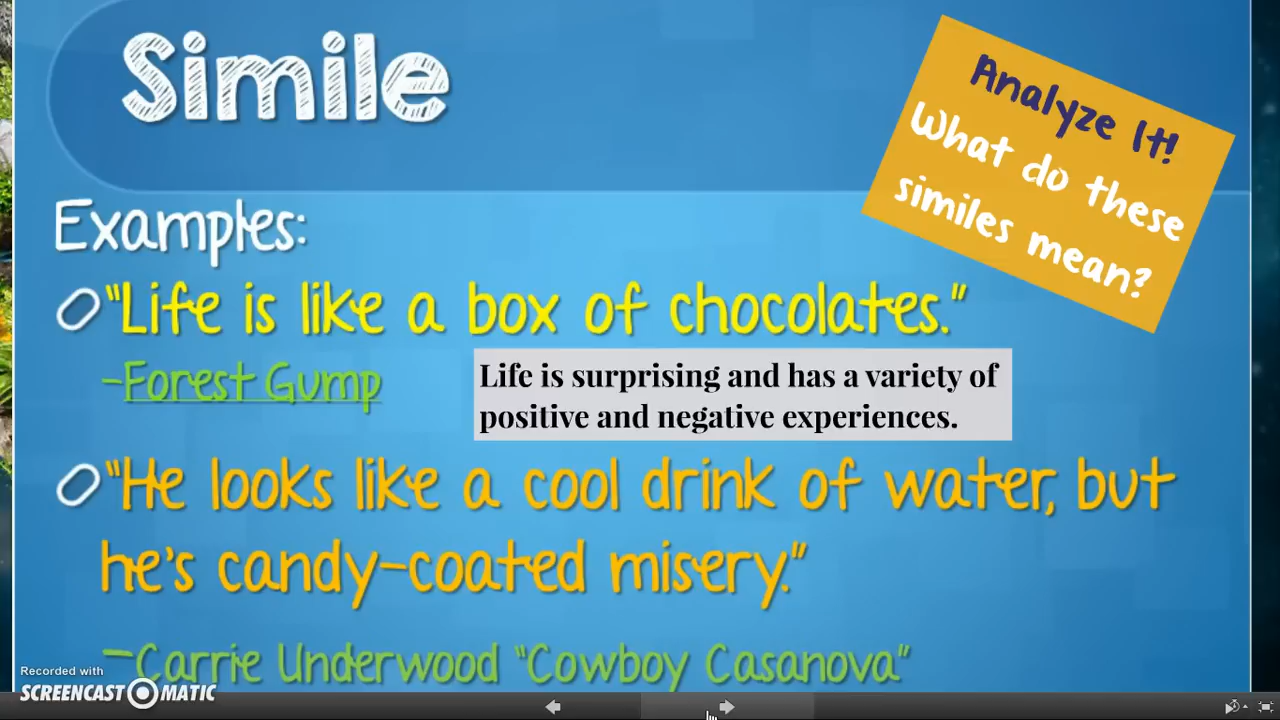 Simile
Analyze It!
What do these
similes mean?
Examples:
"Life is like a box of chocolates."
-Forest Gump
Life is surprising and has a variety of
positive and negative experiences.
"He looks like a cool drink of water, but
he's candy-coated misery."
-Carrie Underwood "Cowboy Casanova"
Recorded with
SCREENCAST MATIC